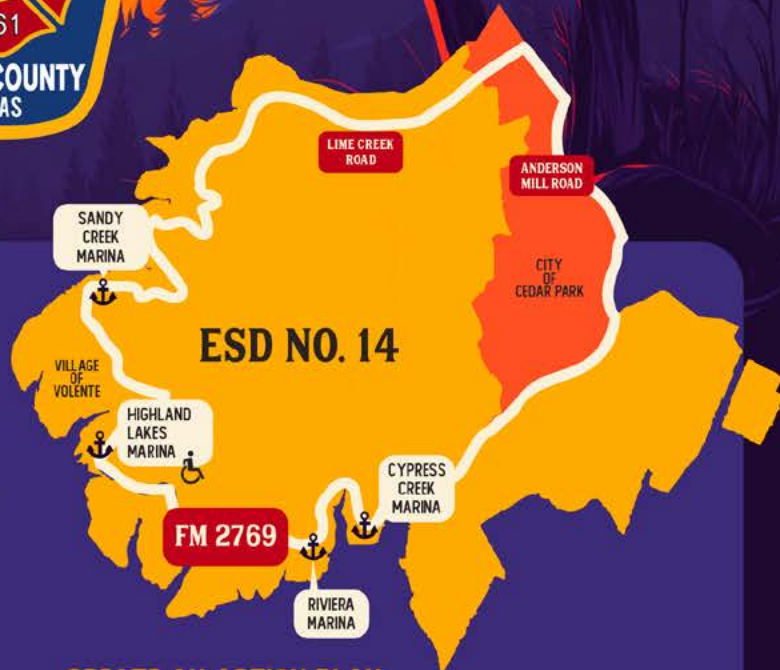 61
COUNTY
AS
LIME CREEK
ROAD
ANDERSON
MILL ROAD
SANDY
CREEK
MARINA
CITY
OF
CEDAR PARK
ESD NO. 14
VILLAGE
OF
VOLENTE
HIGHLAND
LAKES
MARINA
CYPRESS
CREEK
MARINA
FM 2769
RIVIERA
MARINA